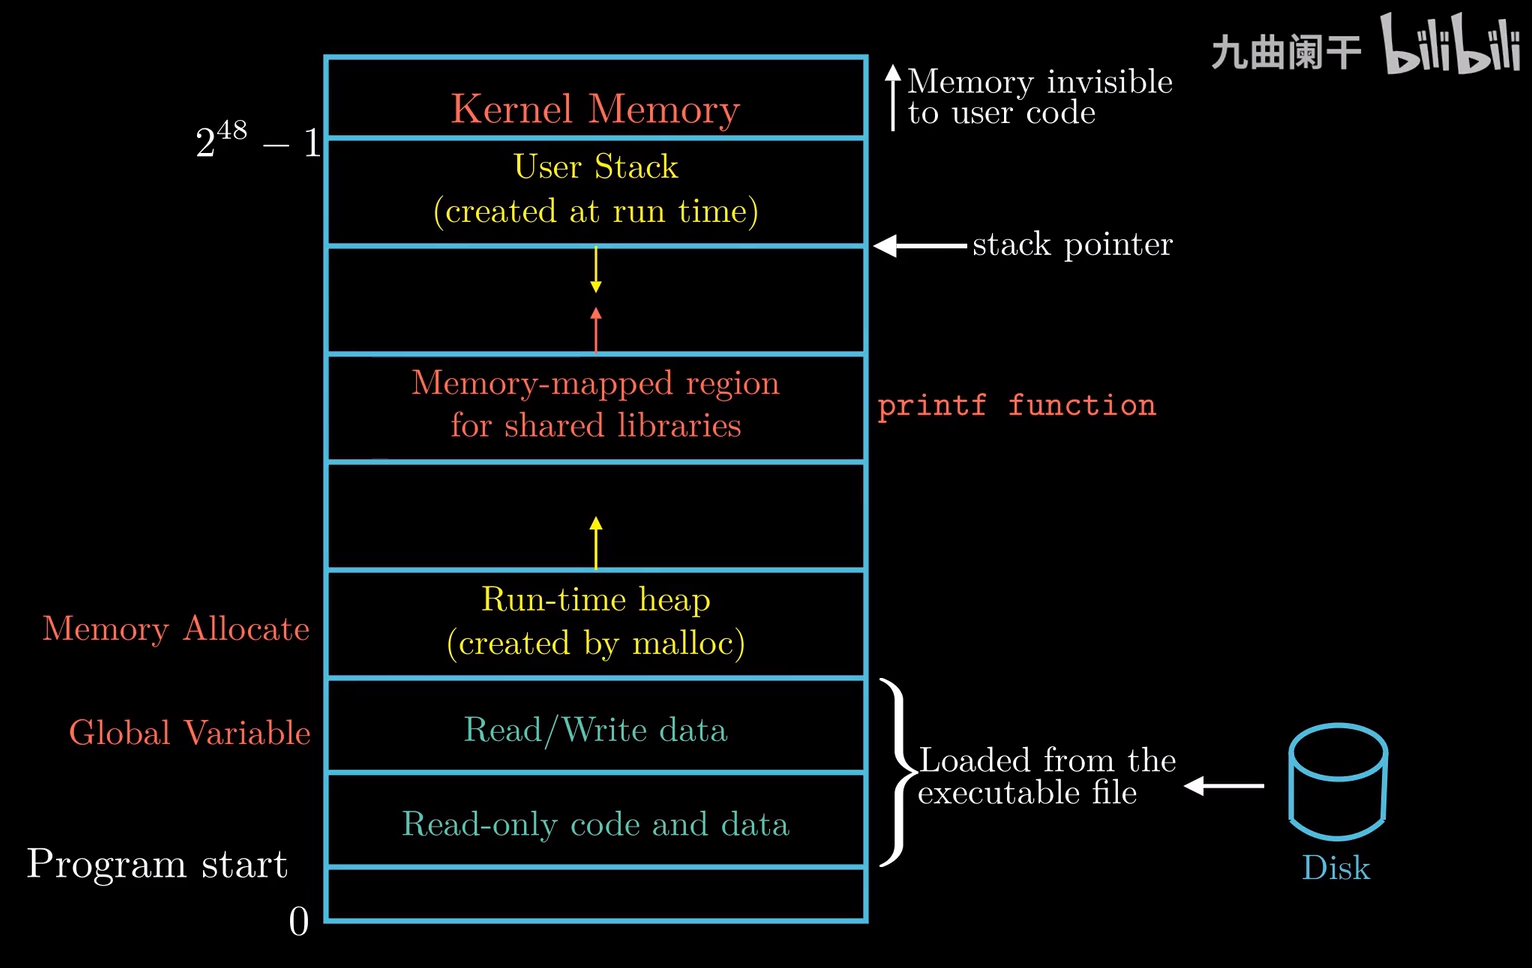 九曲阑干 bilibili
Kernel Memory
Memory invisible
to user code
2^48 − 1
User Stack
(created at run time)
stack pointer
Memory-mapped region
for shared libraries
printf function
Run-time heap
(created by malloc)
Memory Allocate
Global Variable
Read/Write data
Loaded from the
executable file
Read-only code and data
Program start
Disk
0